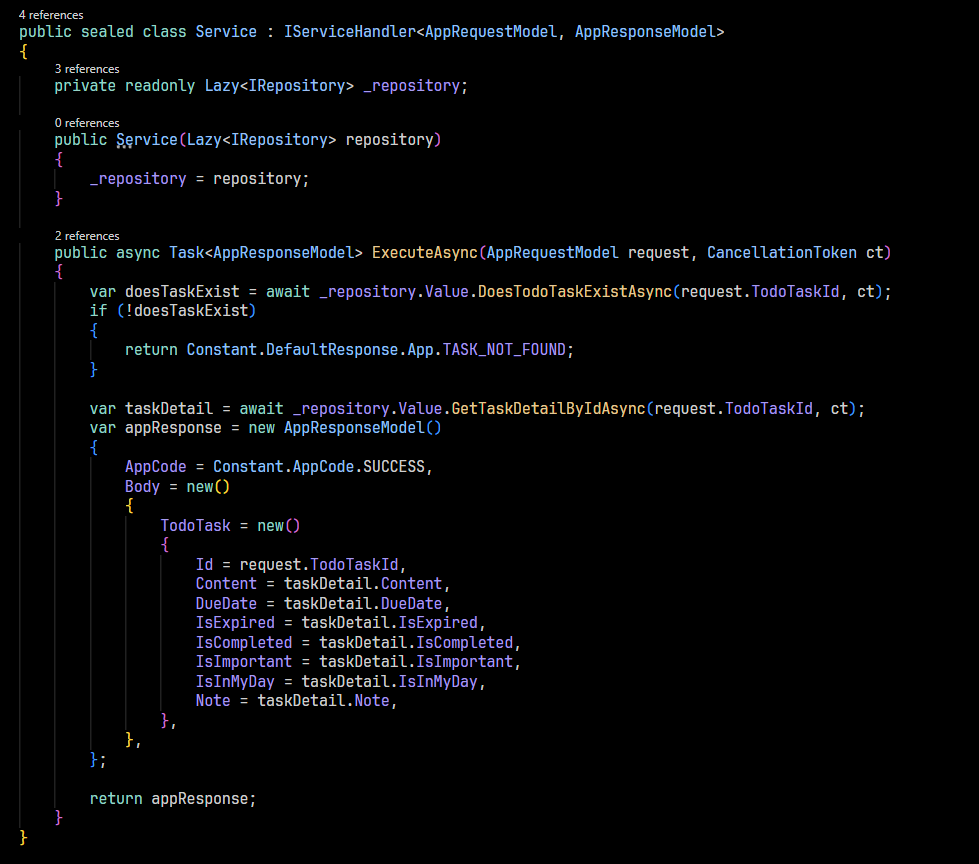 4 references
public sealed class Service : IServiceHandler<AppRequestModel, AppResponseModel>
{
3 references
private readonly Lazy<IRepository> _repository;
0 references
public Service(Lazy<IRepository> repository)
{
_repository = repository;
}
2 references
public async Task<AppResponseModel> ExecuteAsync(AppRequestModel request, CancellationToken ct)
{
var doesTaskExist = await _repository.Value.DoesTodoTaskExistAsync(request.TodoTaskId, ct);
if (!doesTaskExist)
{
return Constant.DefaultResponse.App.TASK_NOT_FOUND;
}
var taskDetail = await _repository.Value.GetTaskDetailByIdAsync(request.TodoTaskId, ct);
var appResponse = new AppResponseModel()
{
AppCode = Constant.AppCode.SUCCESS,
Body = new()
{
TodoTask = new()
{
Id = request.TodoTaskId,
Content = taskDetail.Content,
DueDate = taskDetail.DueDate,
IsExpired = taskDetail.IsExpired,
IsCompleted = taskDetail.IsCompleted,
IsImportant = taskDetail.IsImportant,
IsInMyDay = taskDetail.IsInMyDay,
Note = taskDetail.Note,
},
},
};
return appResponse;
}
}